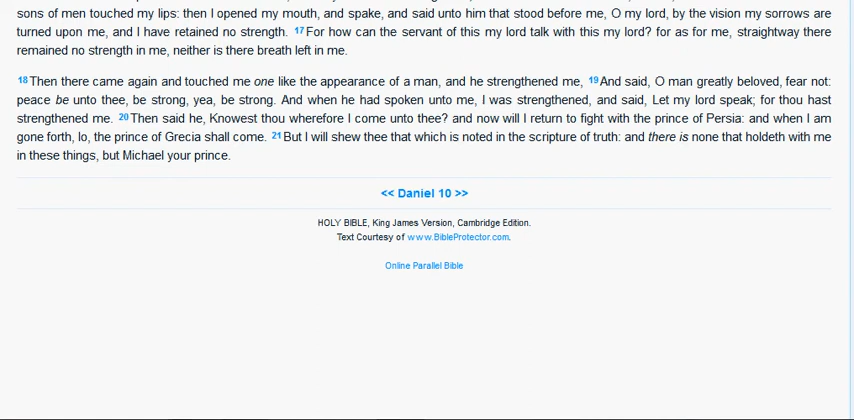 sons of men touched my lips: then I opened my mouth, and spake, and said unto him that stood before me, O my lord, by the vision my sorrows are
turned upon me, and I have retained no strength. 17For how can the servant of this my lord talk with this my lord? for as for me, straightway there
remained no strength in me, neither is there breath left in me.
18Then there came again and touched me one like the appearance of a man, and he strengthened me, 19And said, O man greatly beloved, fear not:
peace be unto thee, be strong, yea, be strong. And when he had spoken unto me, I was strengthened, and said, Let my lord speak; for thou hast
strengthened me. 20Then said he, Knowest thou wherefore I come unto thee? and now will I return to fight with the prince of Persia: and when I am
gone forth, lo, the prince of Grecia shall come. 21But I will shew thee that which is noted in the scripture of truth: and there is none that holdeth with me
in these things, but Michael your prince.
<< Daniel 10 >>
HOLY BIBLE, King James Version, Cambridge Edition.
Text Courtesy of www.BibleProtector.com.
Online Parallel Bible